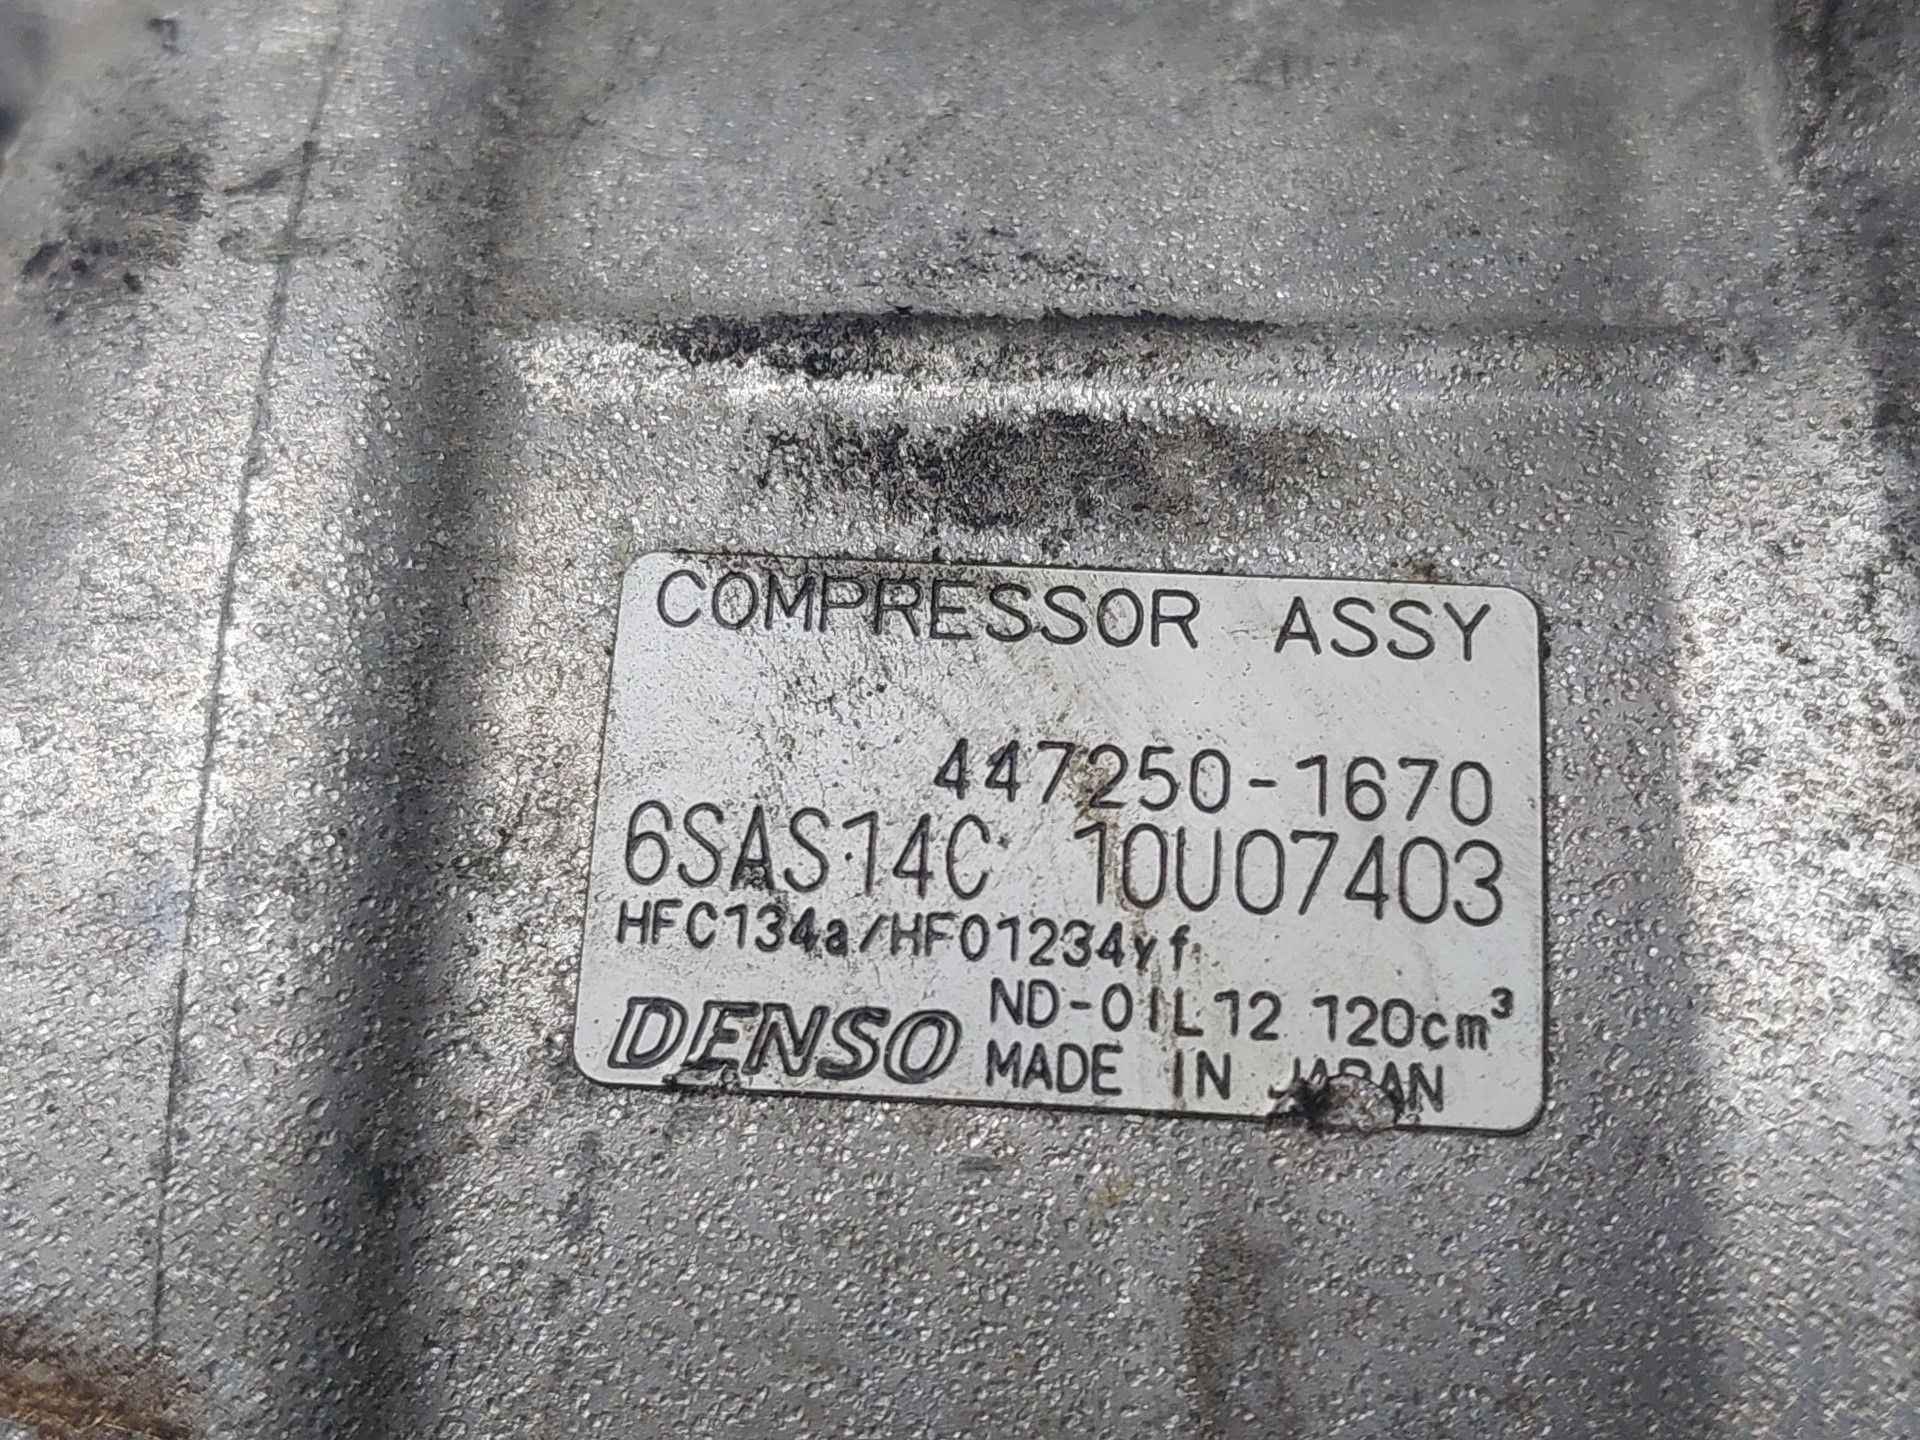 COMPRESSOR ASSY
447250-1670
6SAS14C 10U07403
HFC134a/HFO1234yf
DENSO ND-OIL12 120cm³
MADE IN JAPAN